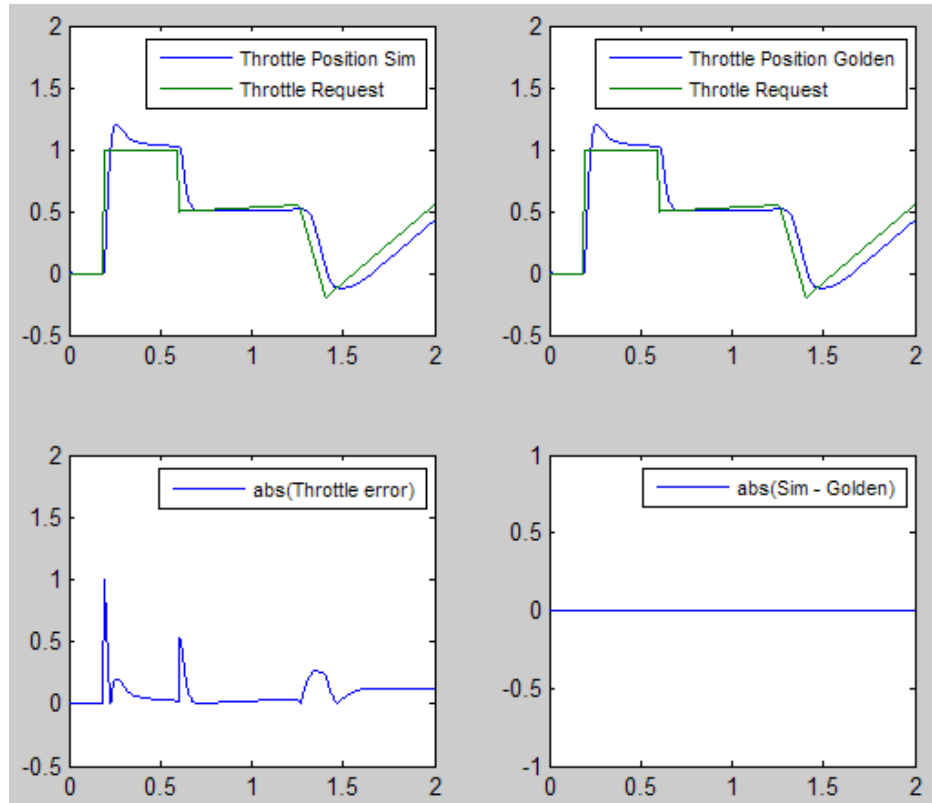 2
1.5
1
0.5
0
-0.5
0 0.5 1 1.5 2
Throttle Position Sim
Throttle Request
2
1.5
1
0.5
0
-0.5
0 0.5 1 1.5 2
Throttle Position Golden
Throtle Request
2
1.5
1
0.5
0
-0.5
0 0.5 1 1.5 2
abs(Throttle error)
1
0.5
0
-0.5
-1
0 0.5 1 1.5 2
abs(Sim - Golden)